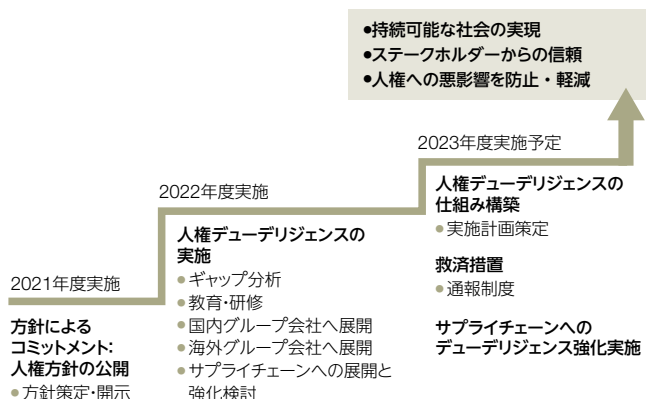 ●持続可能な社会の実現
●ステークホルダーからの信頼
●人権への悪影響を防止・軽減
2023年度実施予定
人権デューデリジェンスの
仕組み構築
●実施計画策定
救済措置
●通報制度
サプライチェーンへの
デューデリジェンス強化実施
2022年度実施
人権デューデリジェンスの
実施
●ギャップ分析
●教育・研修
●国内グループ会社へ展開
●海外グループ会社へ展開
●サプライチェーンへの展開と
強化検討
2021年度実施
方針による
コミットメント:
人権方針の公開
●方針策定・開示